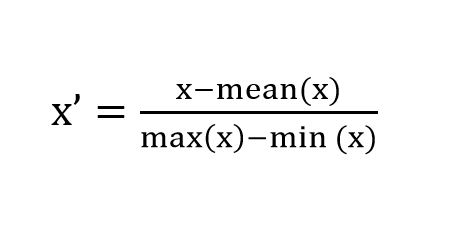 x' = x−mean(x)
max(x)−min (x)